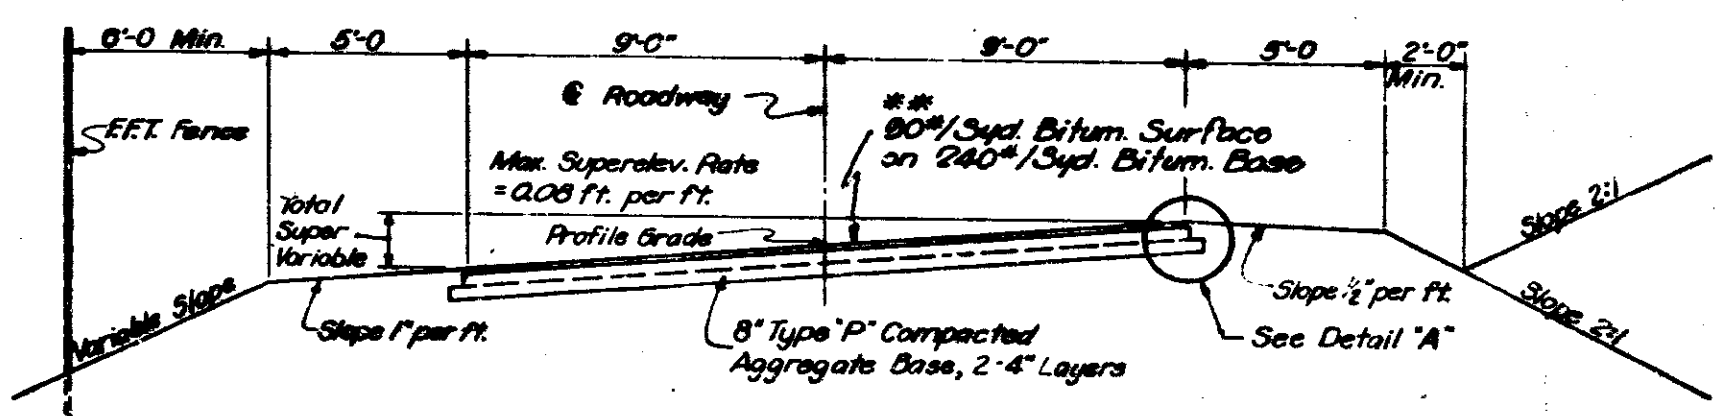 6'-0 Min.
5'-0
9'-0"
9'-0"
5'-0
2'-0"
Min.
℄ Roadway
F.F.T. Fence
**
90#/Syd. Bitum. Surface
on 240#/Syd. Bitum. Base
Max. Superelev. Rate
= 0.08 ft. per ft.
Total
Super
Variable
Profile Grade
Slope 2:1
Variable Slope
Slope 1" per ft.
Slope ½" per ft.
Slope 2:1
8" Type "P" Compacted
Aggregate Base, 2-4" Layers
See Detail "A"